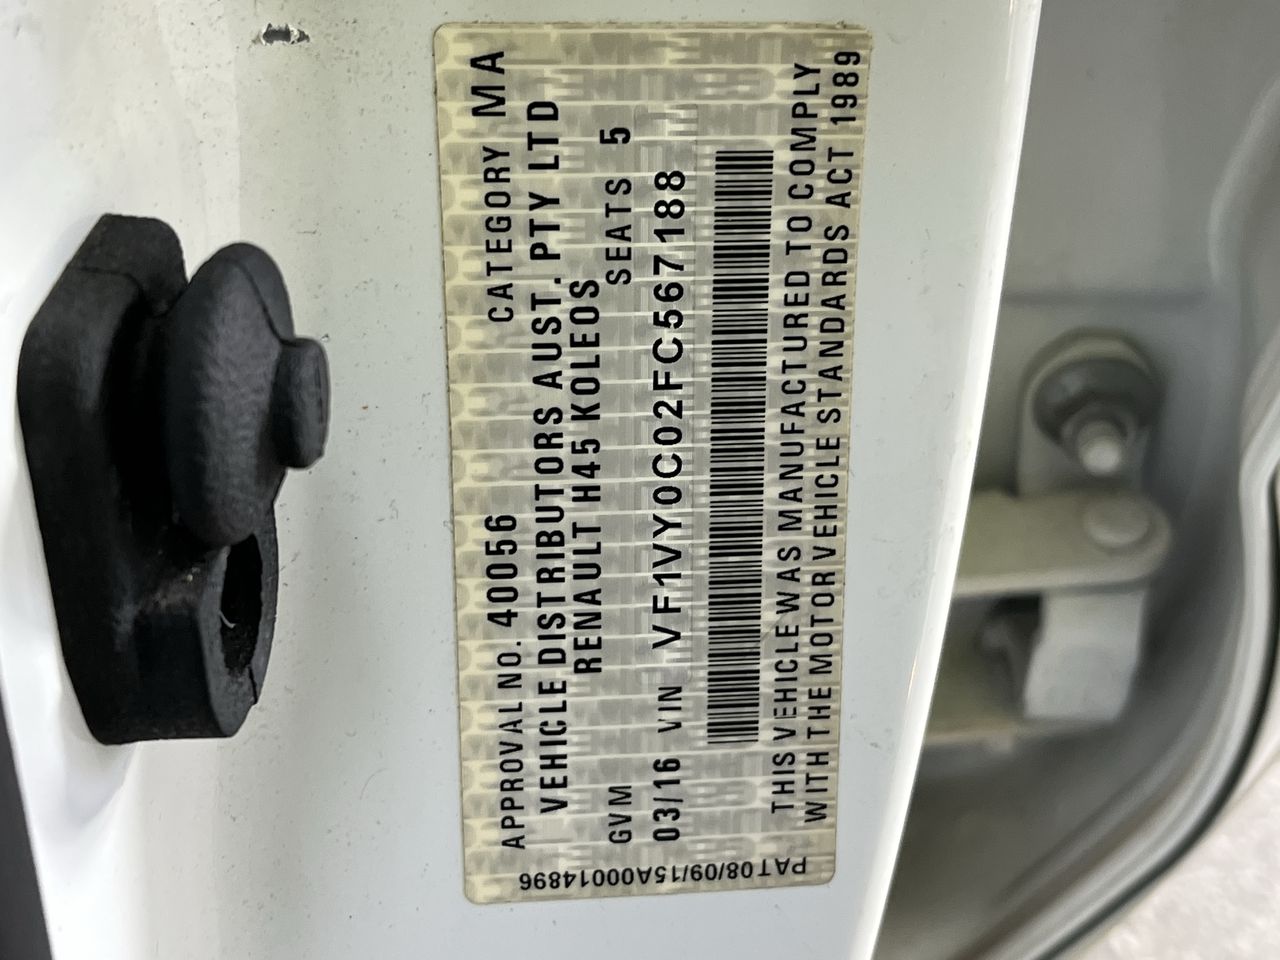 APPROVAL NO. 40056 CATEGORY MA
VEHICLE DISTRIBUTORS AUST. PTY LTD
RENAULT H45 KOLEOS
GVM SEATS 5
03/16 VIN VF1VY0C02FC567188
THIS VEHICLE WAS MANUFACTURED TO COMPLY
WITH THE MOTOR VEHICLE STANDARDS ACT 1989
PAT08/09/15A00014896